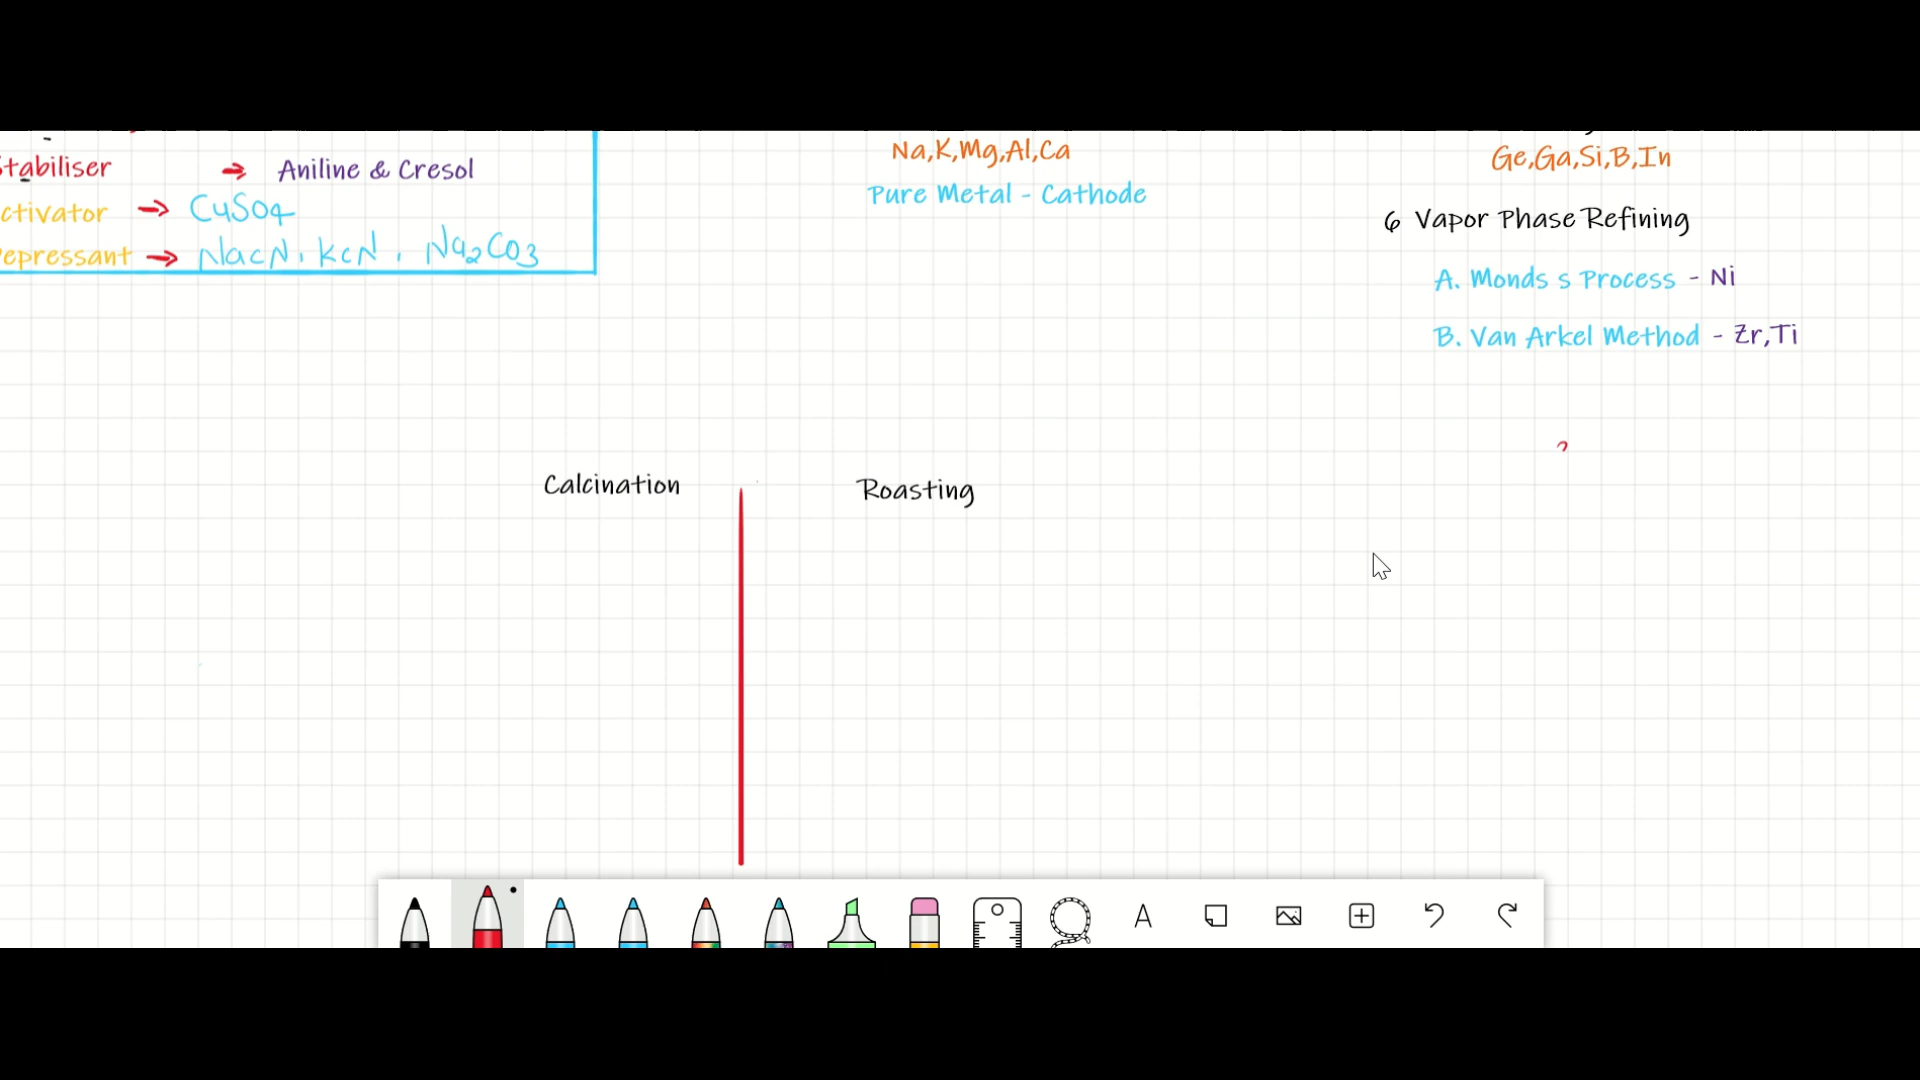 Stabiliser → Aniline & Cresol
ctivator → CuSO4
epressant → NaCN, KCN, Na2CO3
Na,K,Mg,Al,Ca
Pure Metal - Cathode
Ge,Ga,Si,B,In
6 Vapor Phase Refining
A. Monds s Process - Ni
B. Van Arkel Method - Zr,Ti
Calcination
Roasting